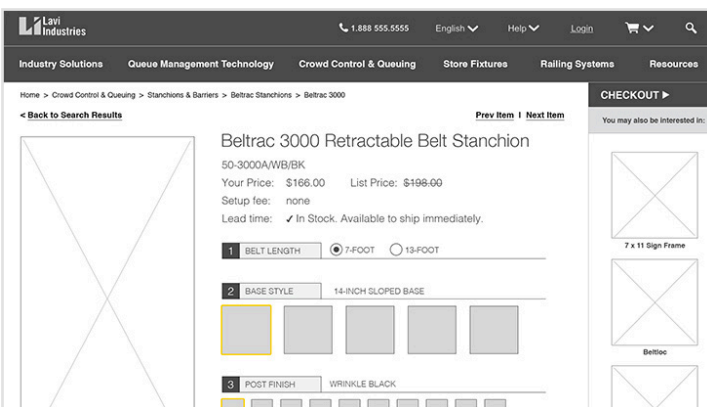 Lavi
Industries
1.888 555.5555 English Help Login
Industry Solutions Queue Management Technology Crowd Control & Queuing Store Fixtures Railing Systems Resources
Home > Crowd Control & Queuing > Stanchions & Barriers > Beltrac Stanchions > Beltrac 3000
CHECKOUT
< Back to Search Results
Prev Item | Next Item
You may also be interested in:
Beltrac 3000 Retractable Belt Stanchion
50-3000A/WB/BK
Your Price: $166.00 List Price: $198.00
Setup fee: none
Lead time: ✓ In Stock. Available to ship immediately.
1 BELT LENGTH 7-FOOT 13-FOOT
7 x 11 Sign Frame
2 BASE STYLE 14-INCH SLOPED BASE
Beltloc
3 POST FINISH WRINKLE BLACK